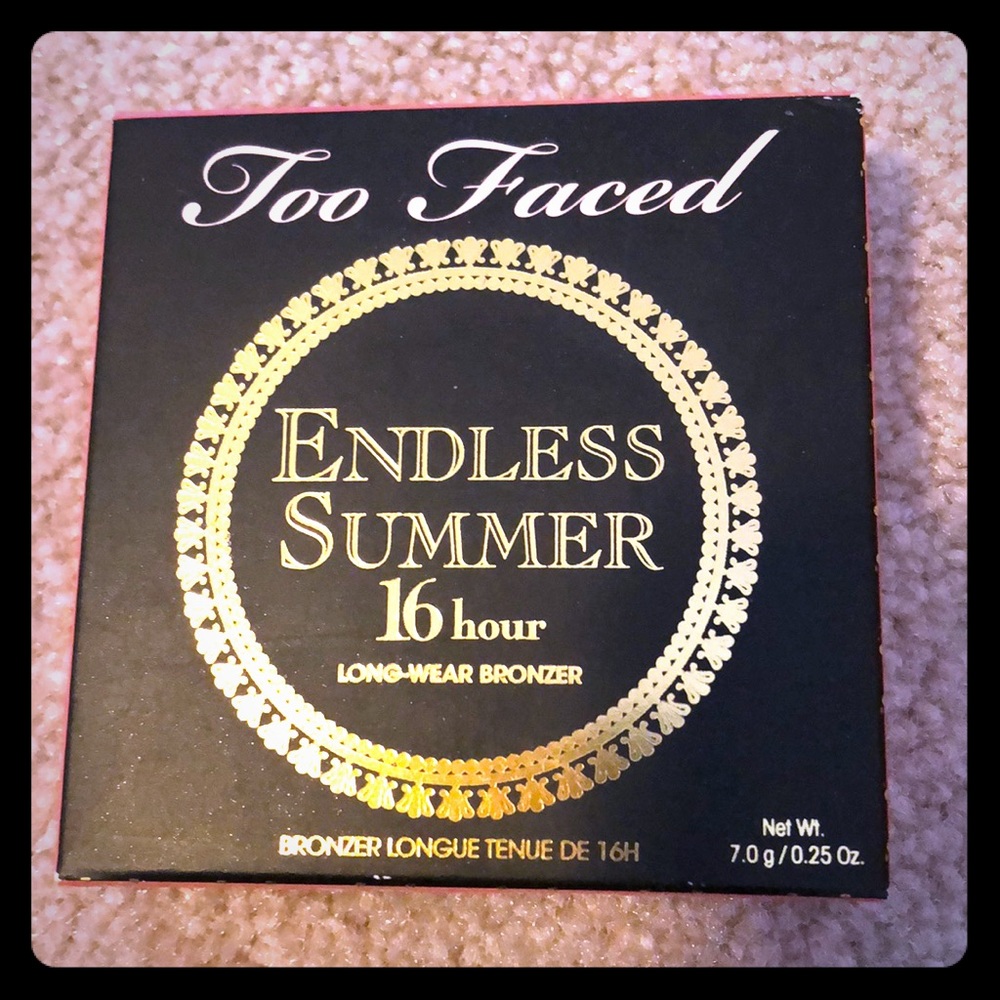 Too Faced
ENDLESS
SUMMER
16 hour
LONG-WEAR BRONZER
BRONZER LONGUE TENUE DE 16H
Net Wt.
7.0 g / 0.25 Oz.